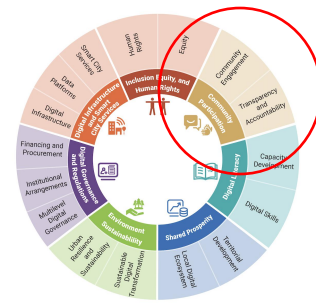 Human
Rights
Equity
Community
Engagement
Transparency
and
Accountability
Capacity
Development
Digital Skills
Territorial
Development
Local Digital
Ecosystem
Sustainable
Digital
Transformation
Urban
Resilience
and
Sustainability
Multilevel
Digital
Governance
Institutional
Arrangements
Financing and
Procurement
Digital
Infrastructure
Data
Platforms
Smart City
Services
Inclusion Equity, and
Human Rights
Community
Participation
Digital Literacy
Shared Prosperity
Environment
Sustainability
Digital Governance
and Regulations
Digital Infrastructure
and Smart
City Services